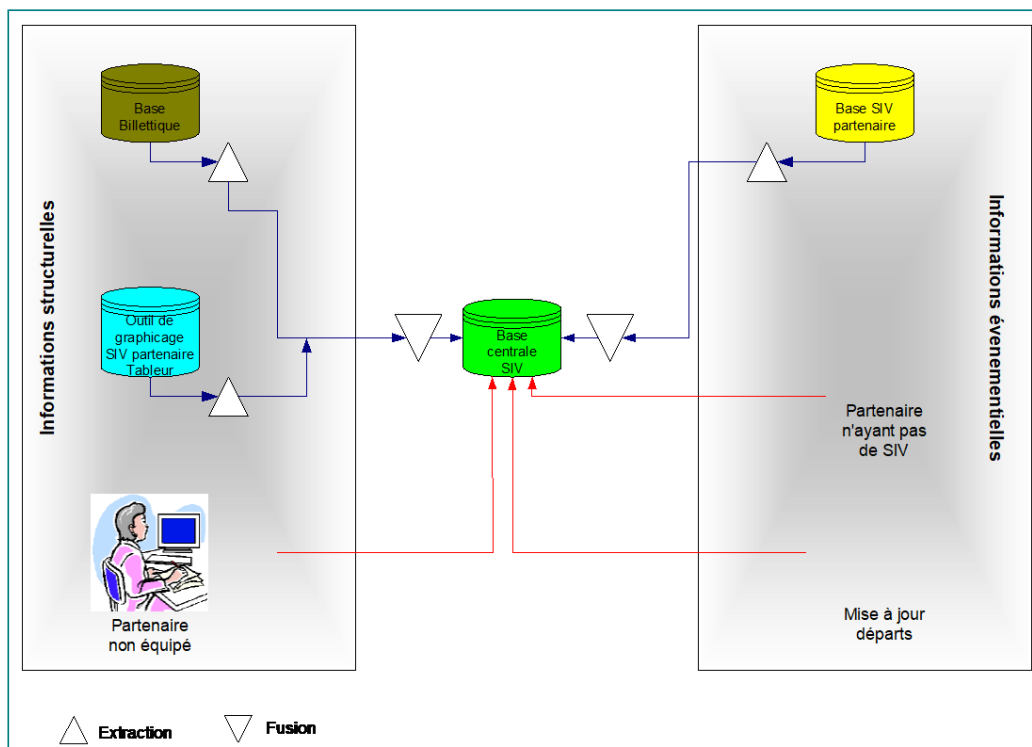 Informations structurelles
Base
Billettique
Outil de
graphicage
SIV partenaire
Tableur
Partenaire
non équipé
Base
centrale
SIV
Base SIV
partenaire
Partenaire
n'ayant pas
de SIV
Mise à jour
départs
Informations évenementielles
Extraction
Fusion